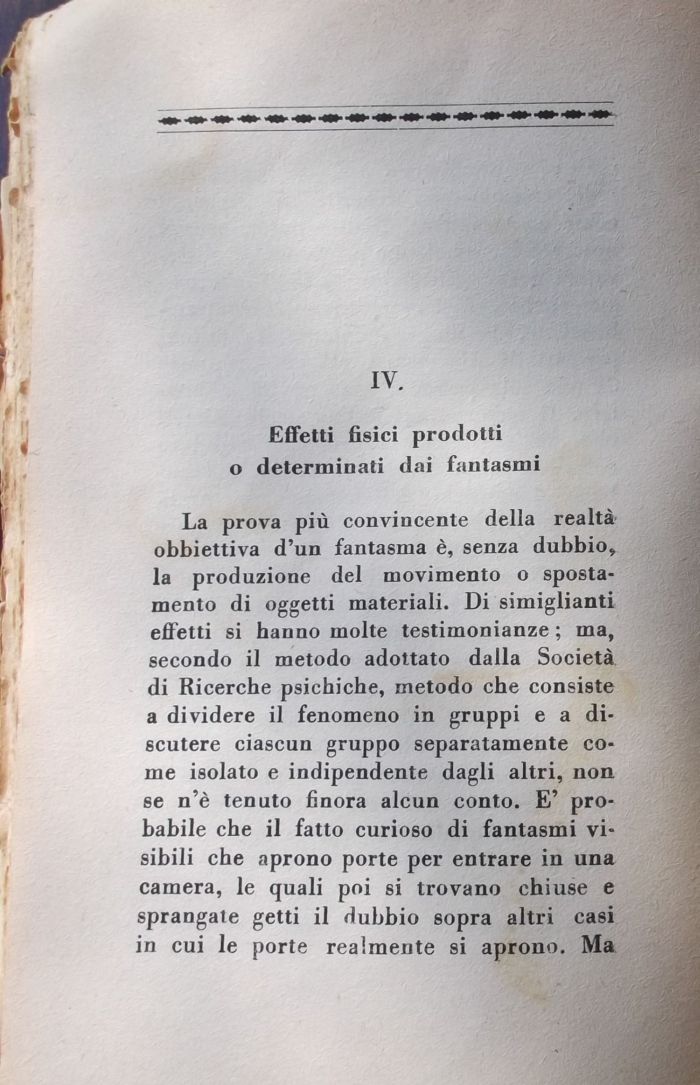 IV.
Effetti fisici prodotti
o determinati dai fantasmi
La prova più convincente della realtà
obbiettiva d'un fantasma è, senza dubbio,
la produzione del movimento o sposta-
mento di oggetti materiali. Di simiglianti
effetti si hanno molte testimonianze ; ma,
secondo il metodo adottato dalla Società
di Ricerche psichiche, metodo che consiste
a dividere il fenomeno in gruppi e a di-
scutere ciascun gruppo separatamente co-
me isolato e indipendente dagli altri, non
se n'è tenuto finora alcun conto. E' pro-
babile che il fatto curioso di fantasmi vi-
sibili che aprono porte per entrare in una
camera, le quali poi si trovano chiuse e
sprangate getti il dubbio sopra altri casi
in cui le porte realmente si aprono. Ma